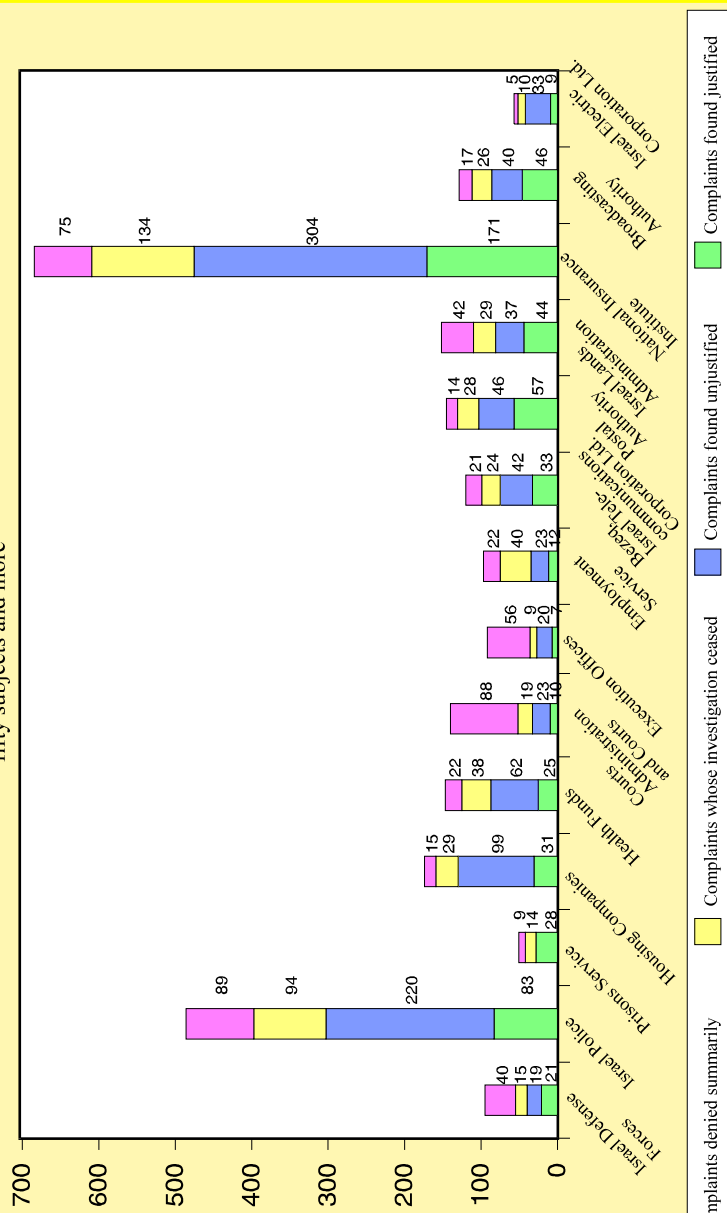 fifty subjects and more
700
600
500
400
300
200
100
0
40
15
19
21
89
94
220
83
9
14
28
15
29
99
31
22
38
62
25
88
19
23
10
56
9
20
7
22
40
23
12
21
24
42
33
14
28
46
57
42
29
37
44
75
134
304
171
17
26
40
46
5
10
33
9
Israel Defense
Forces
Israel Police
Prisons Service
Housing Companies
Health Funds
Courts
Administration
and Courts
Execution Offices
Employment
Service
Bezeq,
Israel Tele-
communications
Corporation Ltd.
Postal
Authority
Israel Lands
Administration
National Insurance
Institute
Broadcasting
Authority
Israel Electric
Corporation Ltd.
denied summarily
Complaints whose investigation ceased
Complaints found unjustified
Complaints found justified